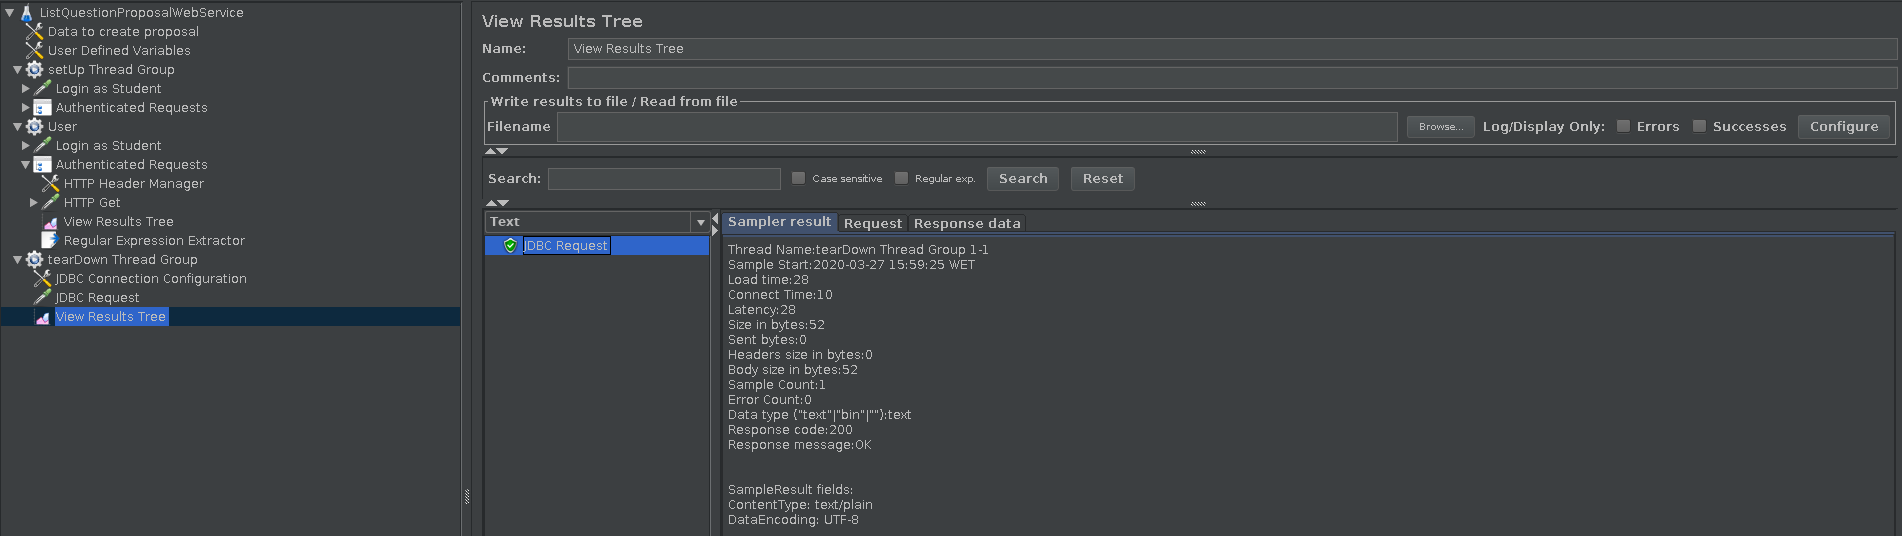 ListQuestionProposalWebService
Data to create proposal
User Defined Variables
setUp Thread Group
Login as Student
Authenticated Requests
User
Login as Student
Authenticated Requests
HTTP Header Manager
HTTP Get
View Results Tree
Regular Expression Extractor
tearDown Thread Group
JDBC Connection Configuration
JDBC Request
View Results Tree
View Results Tree
Name: View Results Tree
Comments:
Write results to file / Read from file
Filename Browse... Log/Display Only: Errors Successes Configure
Search: Case sensitive Regular exp. Search Reset
Text
JDBC Request
Sampler result Request Response data
Thread Name:tearDown Thread Group 1-1
Sample Start:2020-03-27 15:59:25 WET
Load time:28
Connect Time:10
Latency:28
Size in bytes:52
Sent bytes:0
Headers size in bytes:0
Body size in bytes:52
Sample Count:1
Error Count:0
Data type ("text"|"bin"|""):text
Response code:200
Response message:OK
SampleResult fields:
ContentType: text/plain
DataEncoding: UTF-8